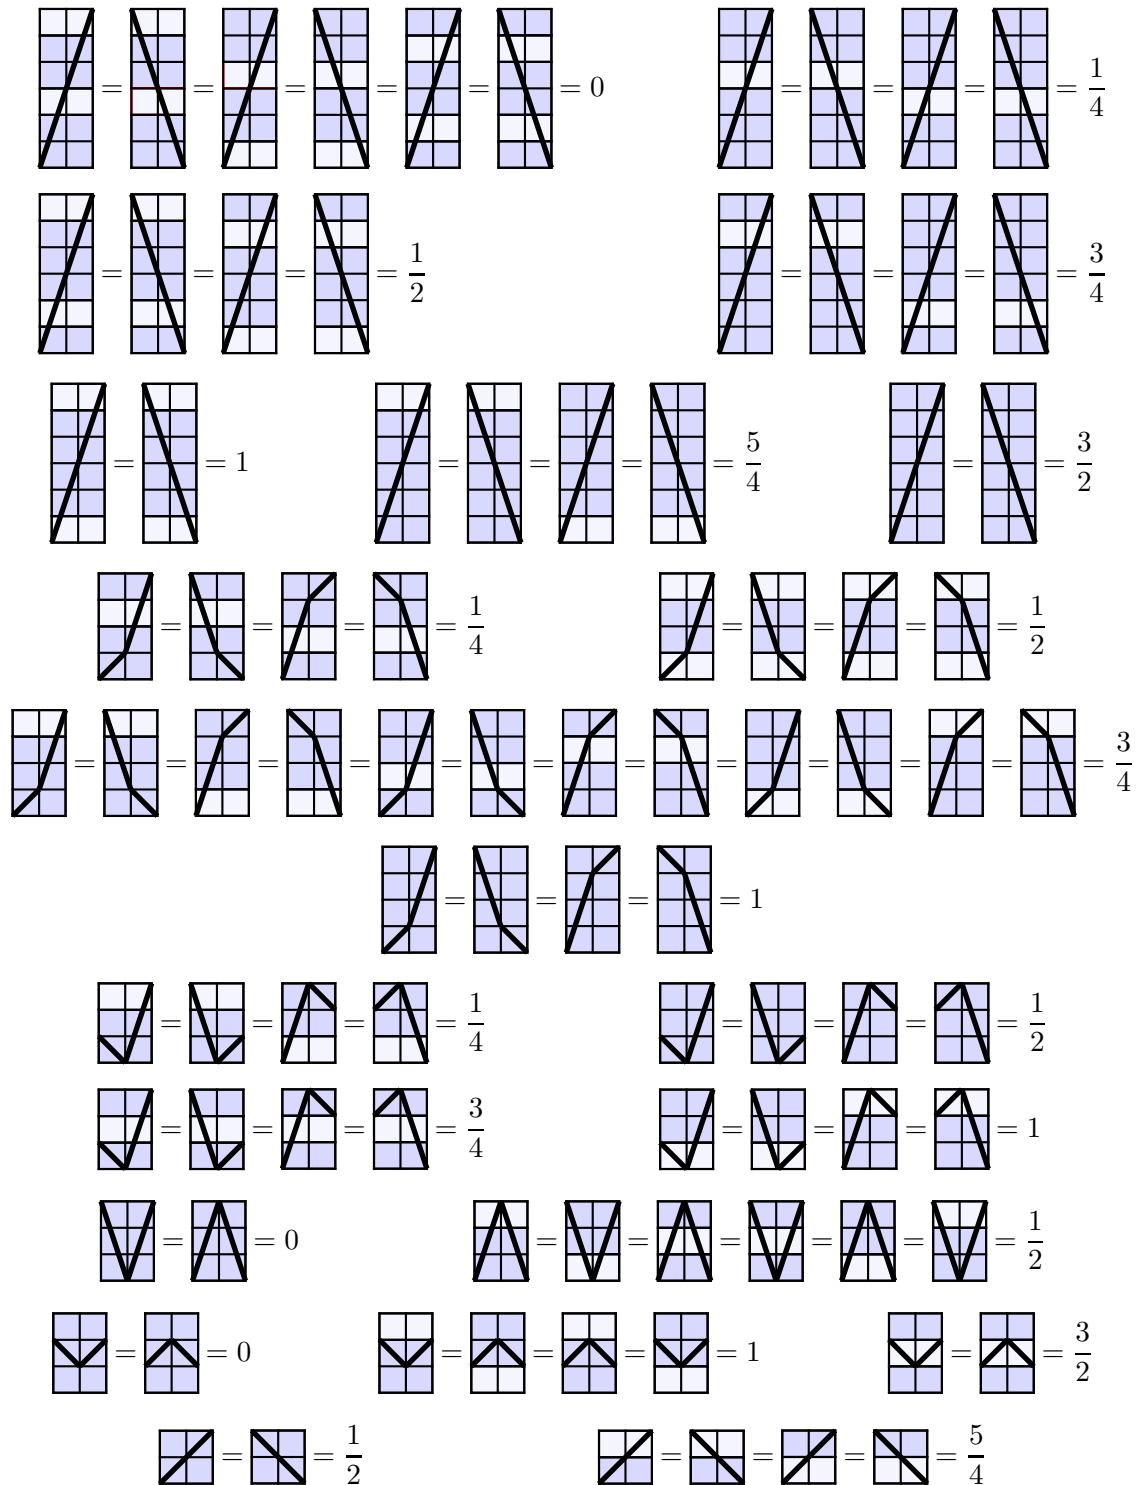 = = = = = = 0 = = = = 1/4
= = = = 1/2 = = = = 3/4
= = 1 = = = = 5/4 = = 3/2
= = = = 1/4 = = = = 1/2
= = = = = = = = = = = = 3/4
= = = = 1
= = = = 1/4 = = = = 1/2
= = = = 3/4 = = = = 1
= = 0 = = = = = = 1/2
= = 0 = = = = 1 = = 3/2
= = 1/2 = = = = 5/4